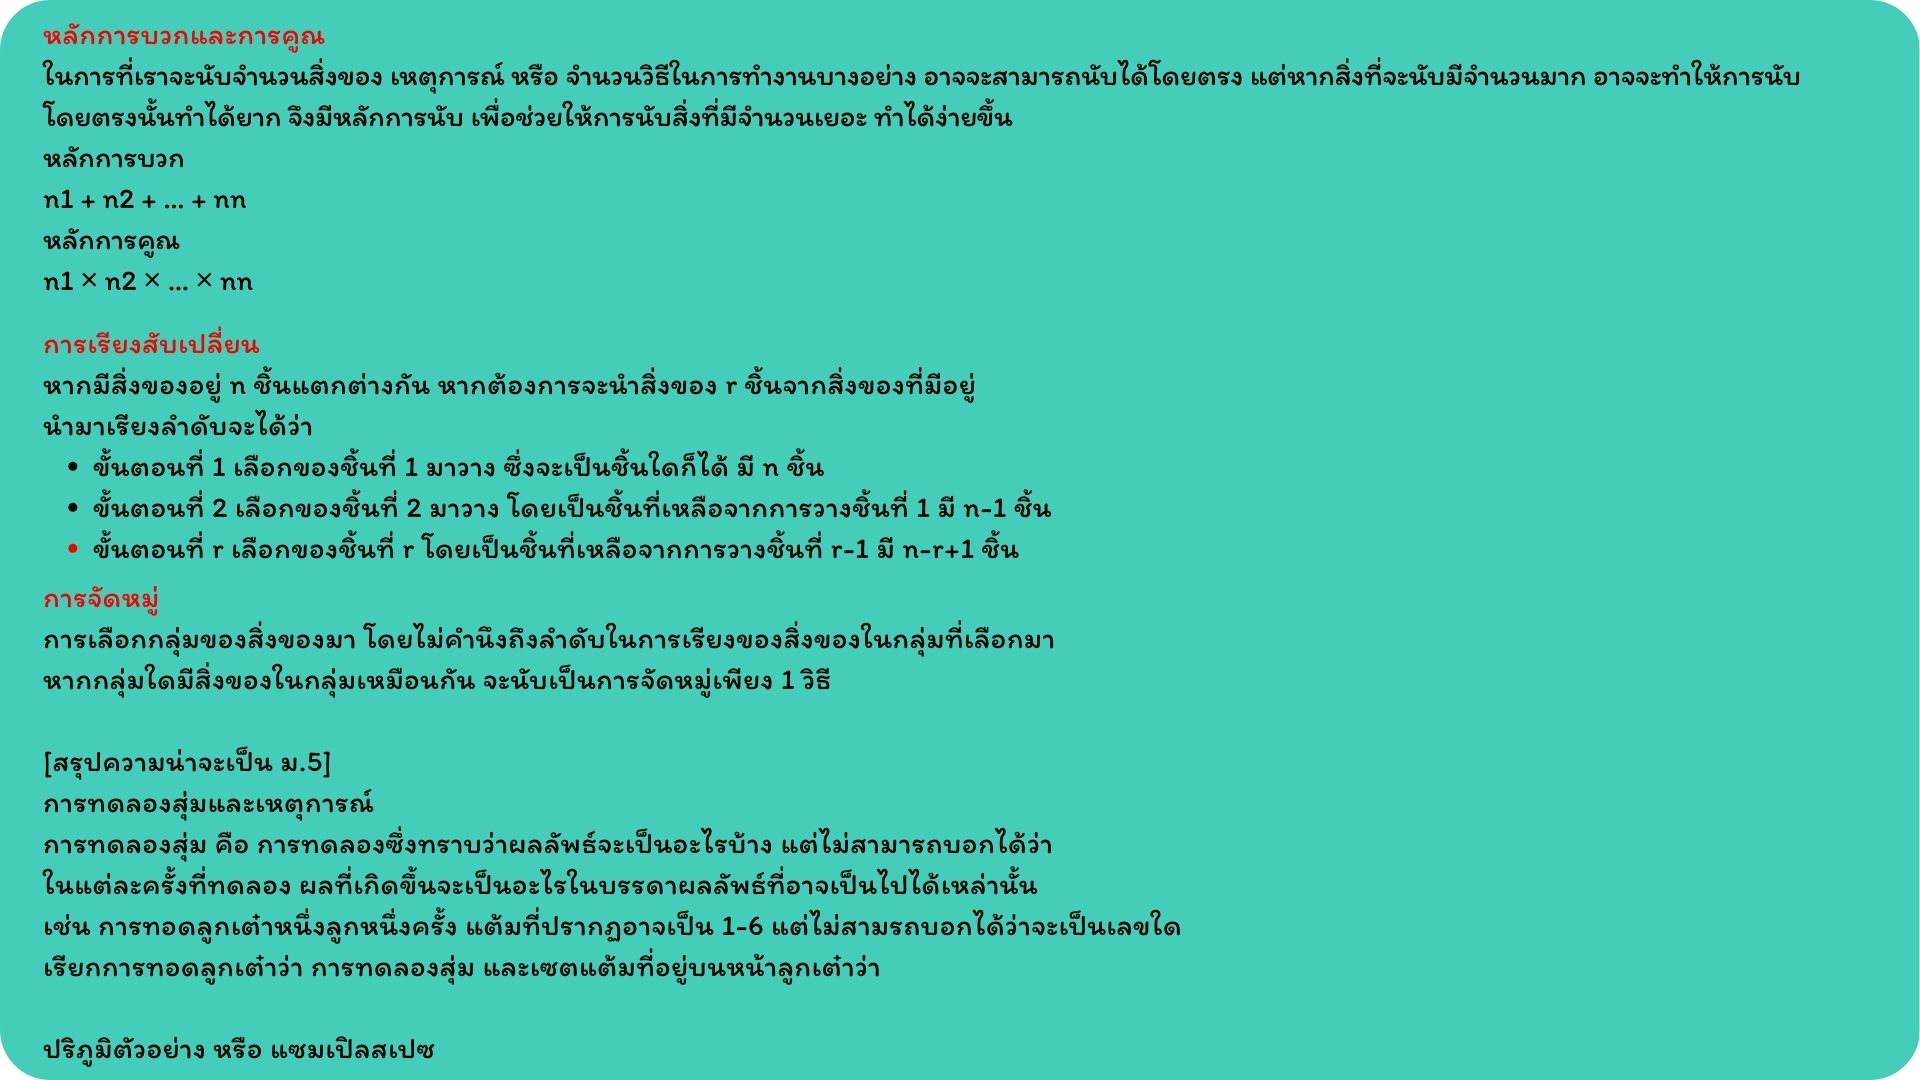 หลักการบวกและการคูณ
ในการที่เราจะนับจำนวนสิ่งของ เหตุการณ์ หรือ จำนวนวิธีในการทำงานบางอย่าง อาจจะสามารถนับได้โดยตรง แต่หากสิ่งที่จะนับมีจำนวนมาก อาจจะทำให้การนับ
โดยตรงนั้นทำได้ยาก จึงมีหลักการนับ เพื่อช่วยให้การนับสิ่งที่มีจำนวนเยอะ ทำได้ง่ายขึ้น
หลักการบวก
n1 + n2 + ... + nn
หลักการคูณ
n1 × n2 × ... × nn
การเรียงสับเปลี่ยน
หากมีสิ่งของอยู่ n ชิ้นแตกต่างกัน หากต้องการจะนำสิ่งของ r ชิ้นจากสิ่งของที่มีอยู่
นำมาเรียงลำดับจะได้ว่า
• ขั้นตอนที่ 1 เลือกของชิ้นที่ 1 มาวาง ซึ่งจะเป็นชิ้นใดก็ได้ มี n ชิ้น
• ขั้นตอนที่ 2 เลือกของชิ้นที่ 2 มาวาง โดยเป็นชิ้นที่เหลือจากการวางชิ้นที่ 1 มี n-1 ชิ้น
• ขั้นตอนที่ r เลือกของชิ้นที่ r โดยเป็นชิ้นที่เหลือจากการวางชิ้นที่ r-1 มี n-r+1 ชิ้น
การจัดหมู่
การเลือกกลุ่มของสิ่งของมา โดยไม่คำนึงถึงลำดับในการเรียงของสิ่งของในกลุ่มที่เลือกมา
หากกลุ่มใดมีสิ่งของในกลุ่มเหมือนกัน จะนับเป็นการจัดหมู่เพียง 1 วิธี
[สรุปความน่าจะเป็น ม.5]
การทดลองสุ่มและเหตุการณ์
การทดลองสุ่ม คือ การทดลองซึ่งทราบว่าผลลัพธ์จะเป็นอะไรบ้าง แต่ไม่สามารถบอกได้ว่า
ในแต่ละครั้งที่ทดลอง ผลที่เกิดขึ้นจะเป็นอะไรในบรรดาผลลัพธ์ที่อาจเป็นไปได้เหล่านั้น
เช่น การทอดลูกเต๋าหนึ่งลูกหนึ่งครั้ง แต้มที่ปรากฏอาจเป็น 1-6 แต่ไม่สามรถบอกได้ว่าจะเป็นเลขใด
เรียกการทอดลูกเต๋าว่า การทดลองสุ่ม และเซตแต้มที่อยู่บนหน้าลูกเต๋าว่า
ปริภูมิตัวอย่าง หรือ แซมเปิลสเปซ